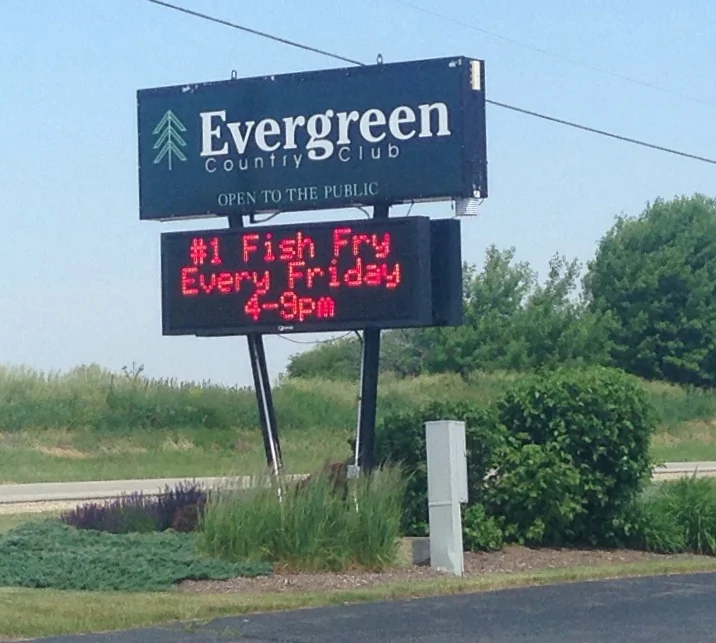 Evergreen
Country Club
OPEN TO THE PUBLIC
#1 Fish Fry
Every Friday
4-9pm